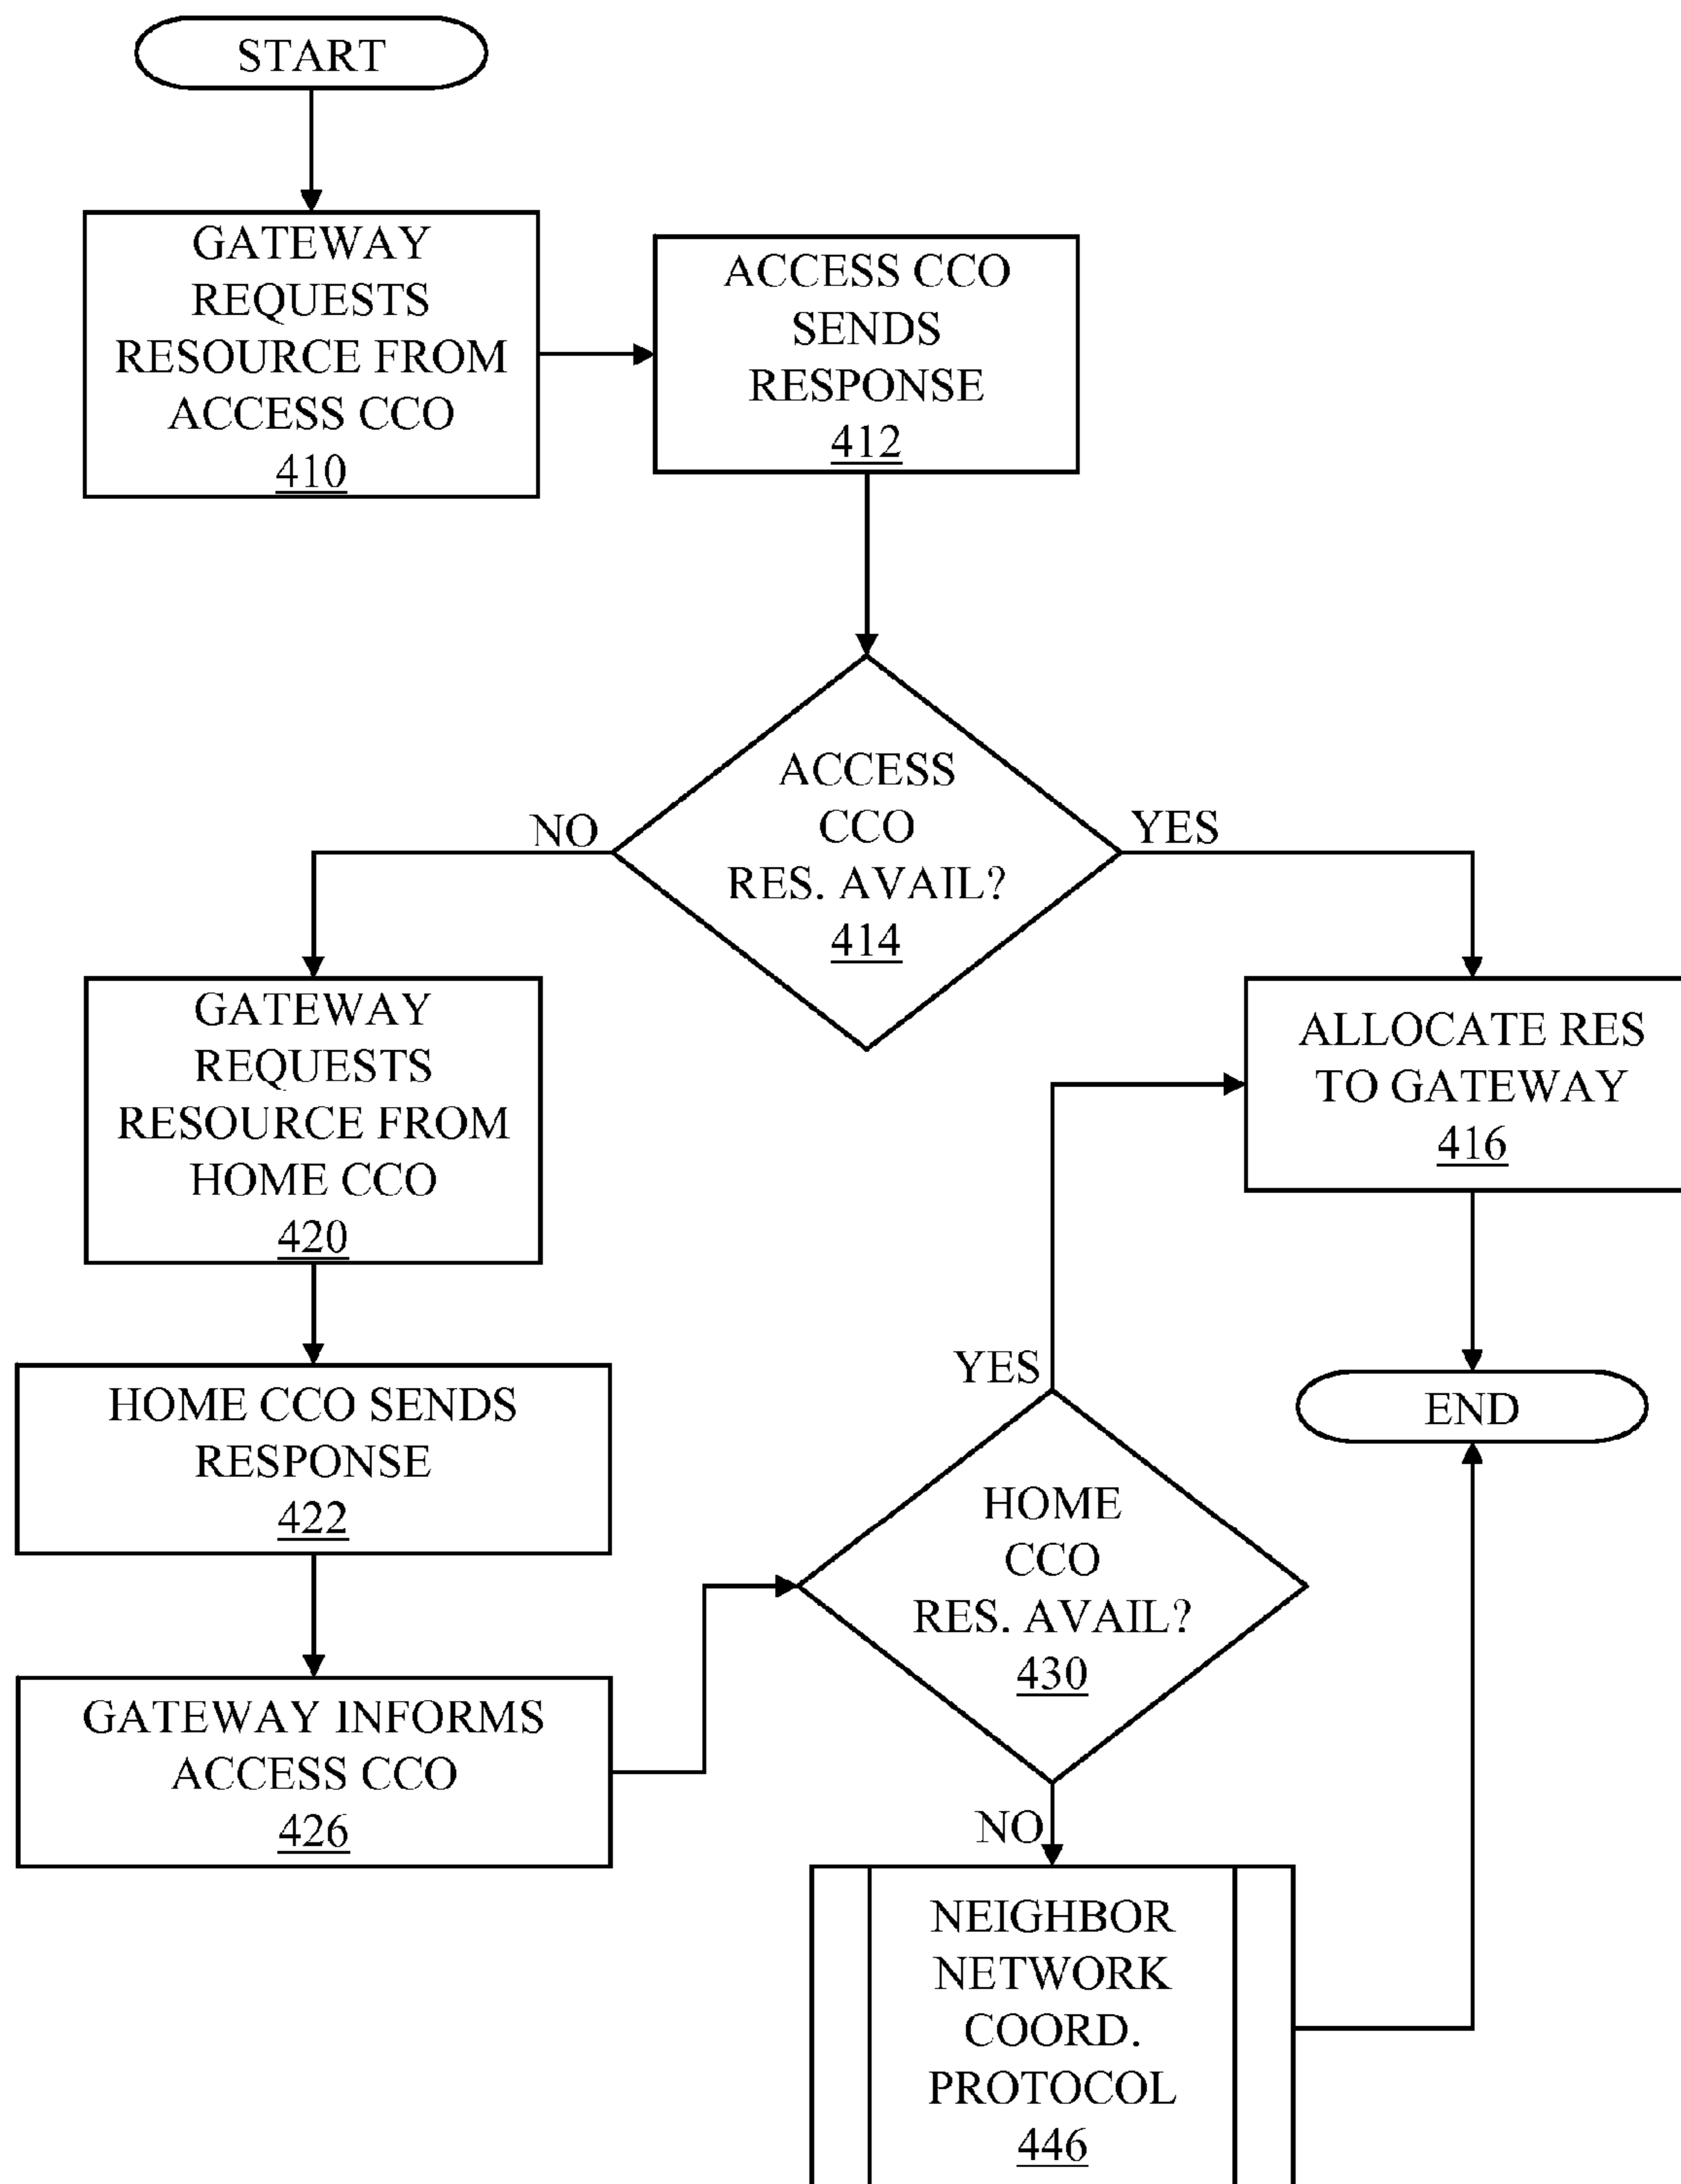 START
GATEWAY
REQUESTS
RESOURCE FROM
ACCESS CCO
410
ACCESS CCO
SENDS
RESPONSE
412
ACCESS
CCO
RES. AVAIL?
414
NO
YES
GATEWAY
REQUESTS
RESOURCE FROM
HOME CCO
420
ALLOCATE RES
TO GATEWAY
416
HOME CCO SENDS
RESPONSE
422
YES
END
HOME
CCO
RES. AVAIL?
430
GATEWAY INFORMS
ACCESS CCO
426
NO
NEIGHBOR
NETWORK
COORD.
PROTOCOL
446